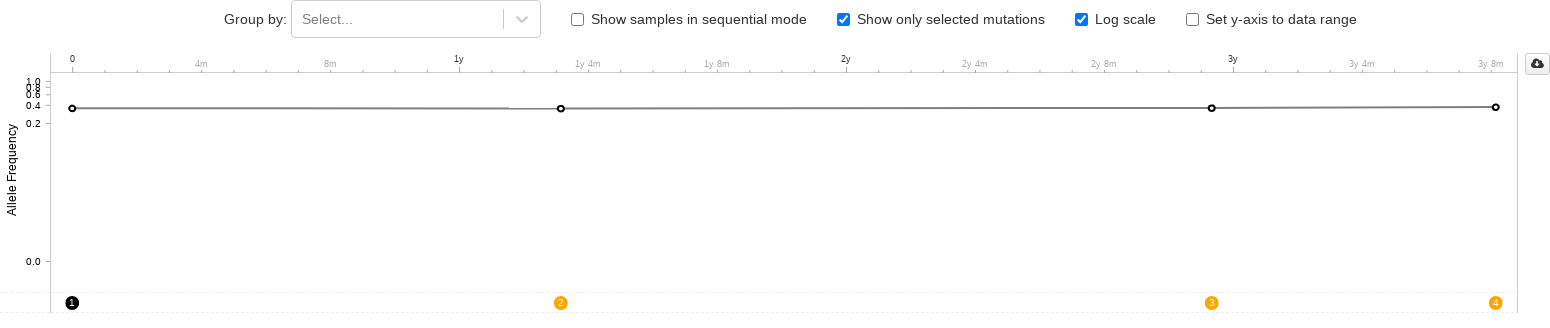 Group by: Select... Show samples in sequential mode Show only selected mutations Log scale Set y-axis to data range
0 4m 8m 1y 1y 4m 1y 8m 2y 2y 4m 2y 8m 3y 3y 4m 3y 8m
1.0
0.8
0.6
0.4
0.2
Allele Frequency
0.0
1 2 3 4